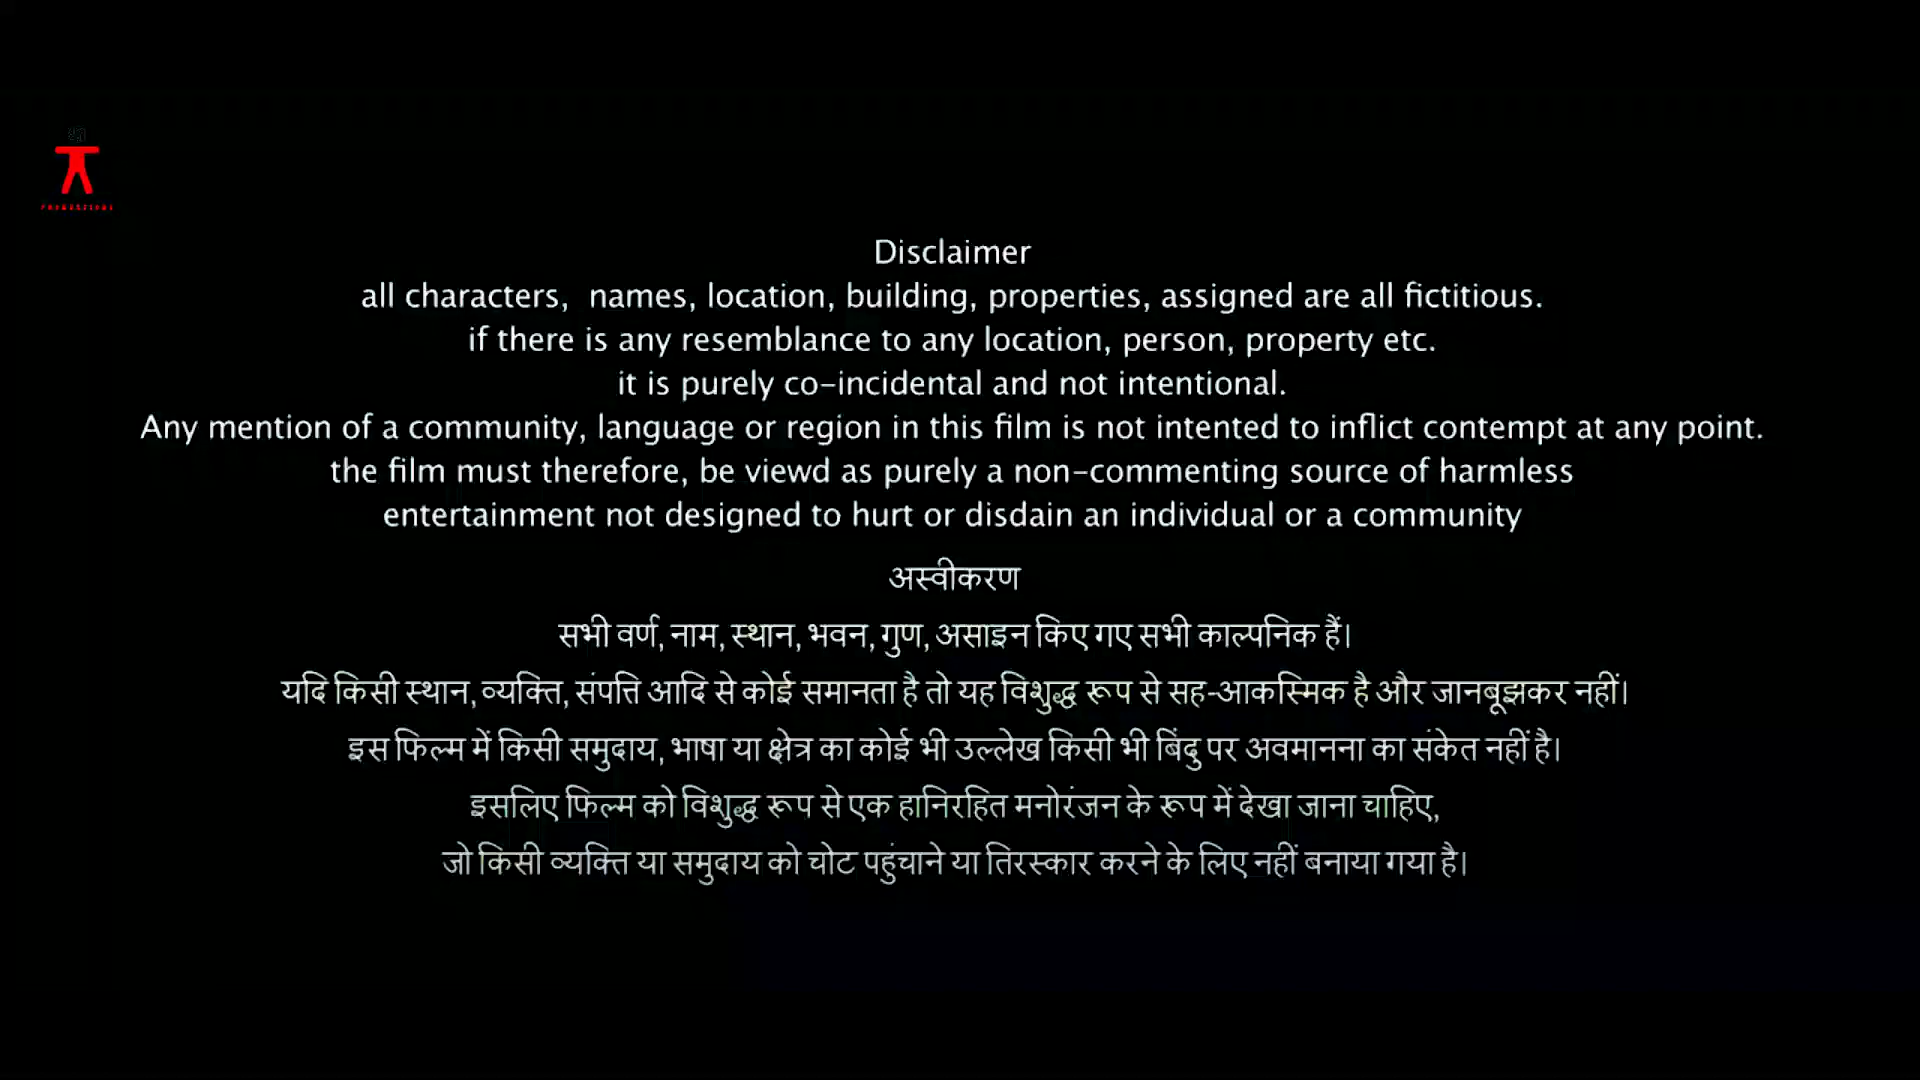 PRODUCTIONS
Disclaimer
all characters,  names, location, building, properties, assigned are all fictitious.
if there is any resemblance to any location, person, property etc.
it is purely co-incidental and not intentional.
Any mention of a community, language or region in this film is not intented to inflict contempt at any point.
the film must therefore, be viewd as purely a non-commenting source of harmless
entertainment not designed to hurt or disdain an individual or a community
अस्वीकरण
सभी वर्ण, नाम, स्थान, भवन, गुण, असाइन किए गए सभी काल्पनिक हैं।
यदि किसी स्थान, व्यक्ति, संपत्ति आदि से कोई समानता है तो यह विशुद्ध रूप से सह-आकस्मिक है और जानबूझकर नहीं।
इस फिल्म में किसी समुदाय, भाषा या क्षेत्र का कोई भी उल्लेख किसी भी बिंदु पर अवमानना का संकेत नहीं है।
इसलिए फिल्म को विशुद्ध रूप से एक हानिरहित मनोरंजन के रूप में देखा जाना चाहिए,
जो किसी व्यक्ति या समुदाय को चोट पहुंचाने या तिरस्कार करने के लिए नहीं बनाया गया है।